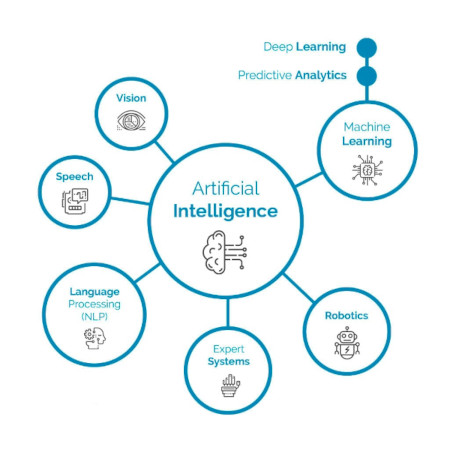 Deep Learning
Predictive Analytics
Vision
Machine
Learning
Speech
Artificial
Intelligence
Language
Processing
(NLP)
Robotics
Expert
Systems